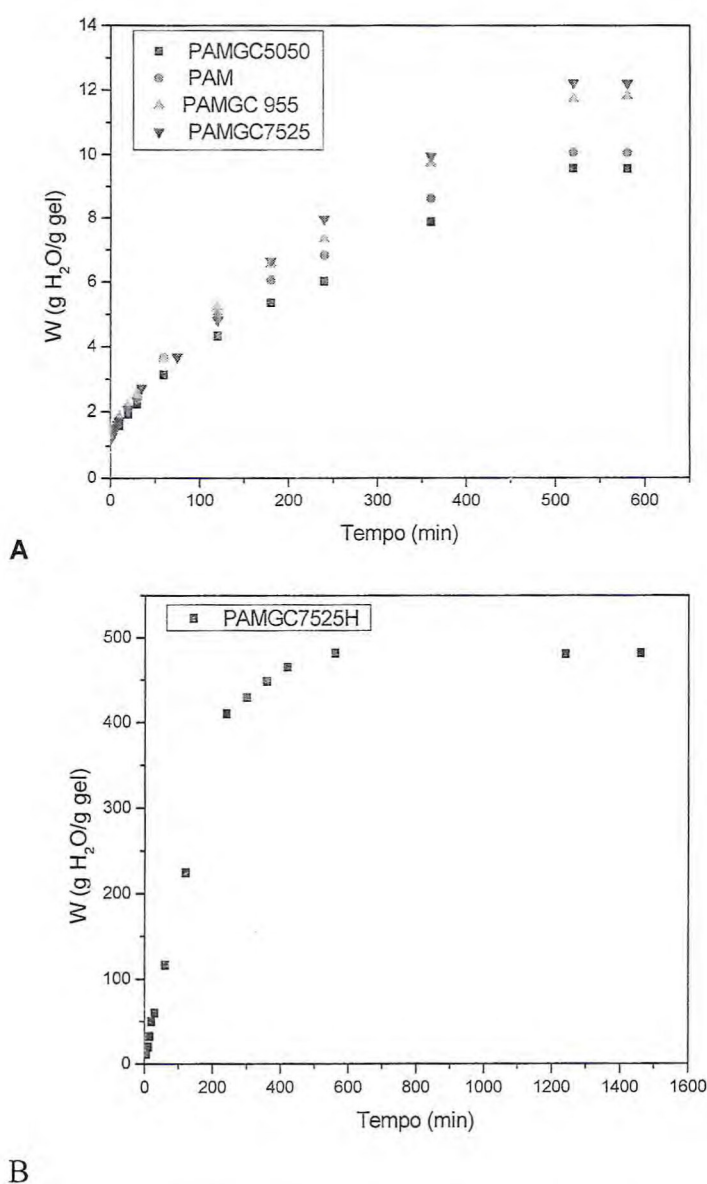 14
12
10
8
6
4
2
0
W (g H₂O/g gel)
PAMGC5050
PAM
PAMGC 955
PAMGC7525
0 100 200 300 400 500 600
Tempo (min)
A
500
400
300
200
100
0
W (g H₂O/g gel)
PAMGC7525H
0 200 400 600 800 1000 1200 1400 1600
Tempo (min)
B